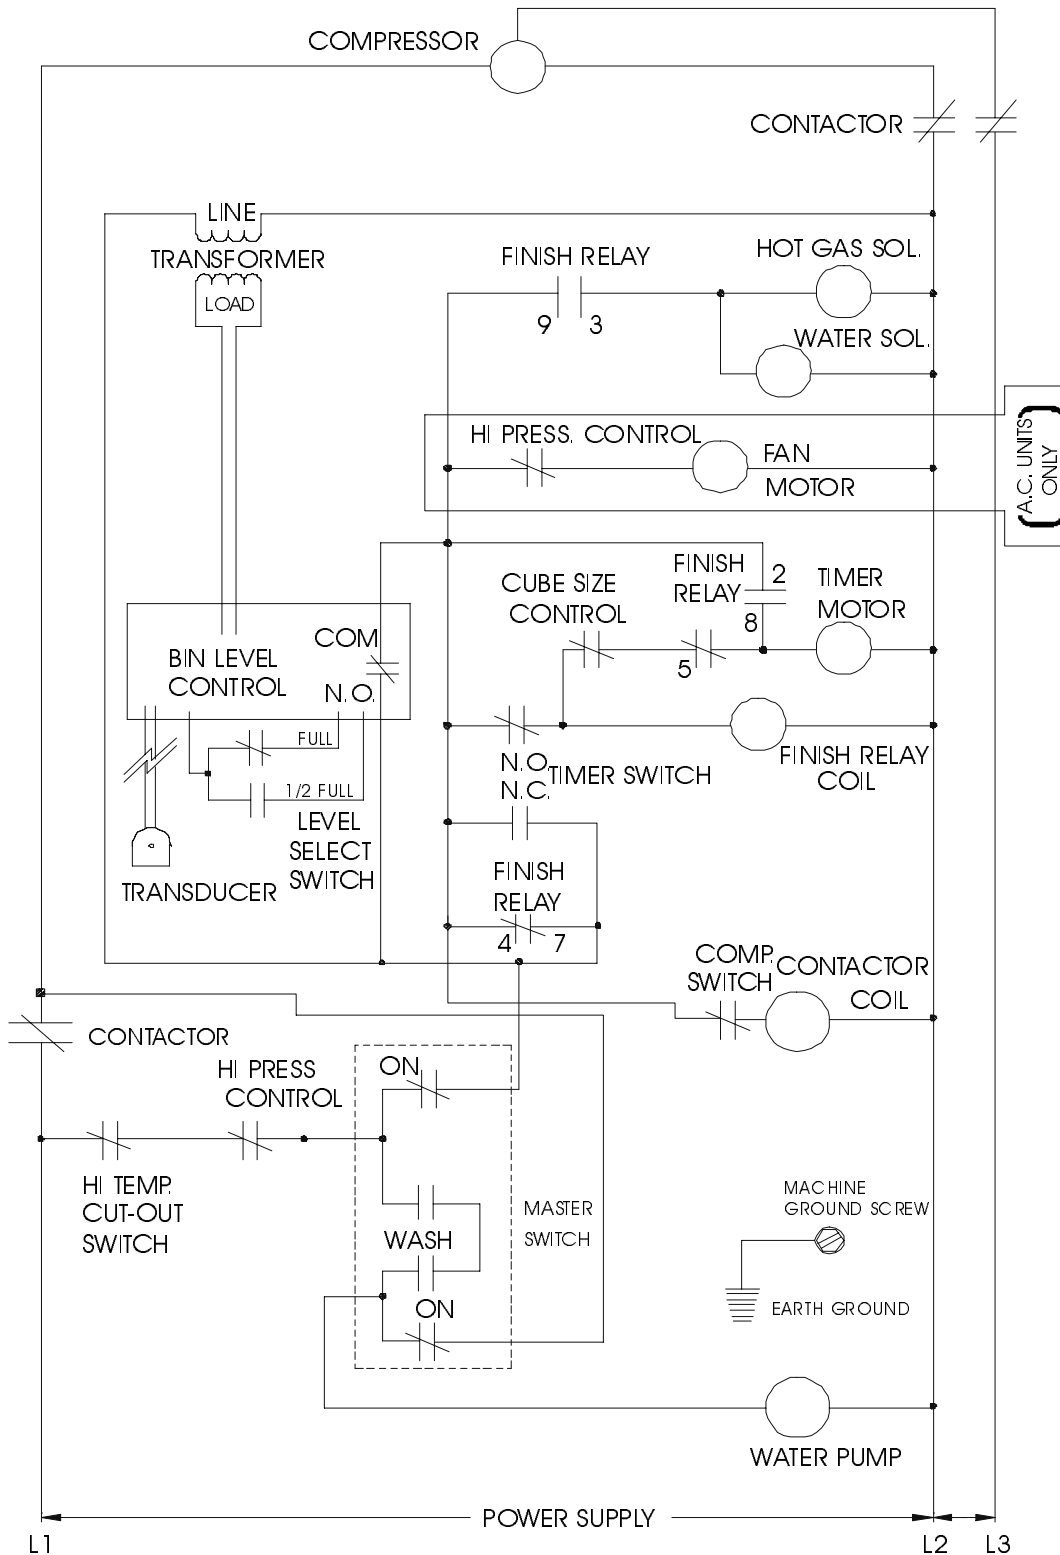 COMPRESSOR
CONTACTOR
LINE
TRANSFORMER
LOAD
FINISH RELAY
9 3
HOT GAS SOL.
WATER SOL.
HI PRESS. CONTROL
FAN
MOTOR
A.C. UNITS
ONLY
CUBE SIZE
CONTROL
FINISH
RELAY
2
8
5
TIMER
MOTOR
COM
BIN LEVEL
CONTROL
N.O.
FULL
1/2 FULL
LEVEL
SELECT
SWITCH
TRANSDUCER
N.O.
N.C.
TIMER SWITCH
FINISH RELAY
COIL
FINISH
RELAY
4 7
COMP.
SWITCH
CONTACTOR
COIL
CONTACTOR
HI PRESS
CONTROL
ON
HI TEMP.
CUT-OUT
SWITCH
WASH
ON
MASTER
SWITCH
MACHINE
GROUND SCREW
EARTH GROUND
WATER PUMP
POWER SUPPLY
L1 L2 L3